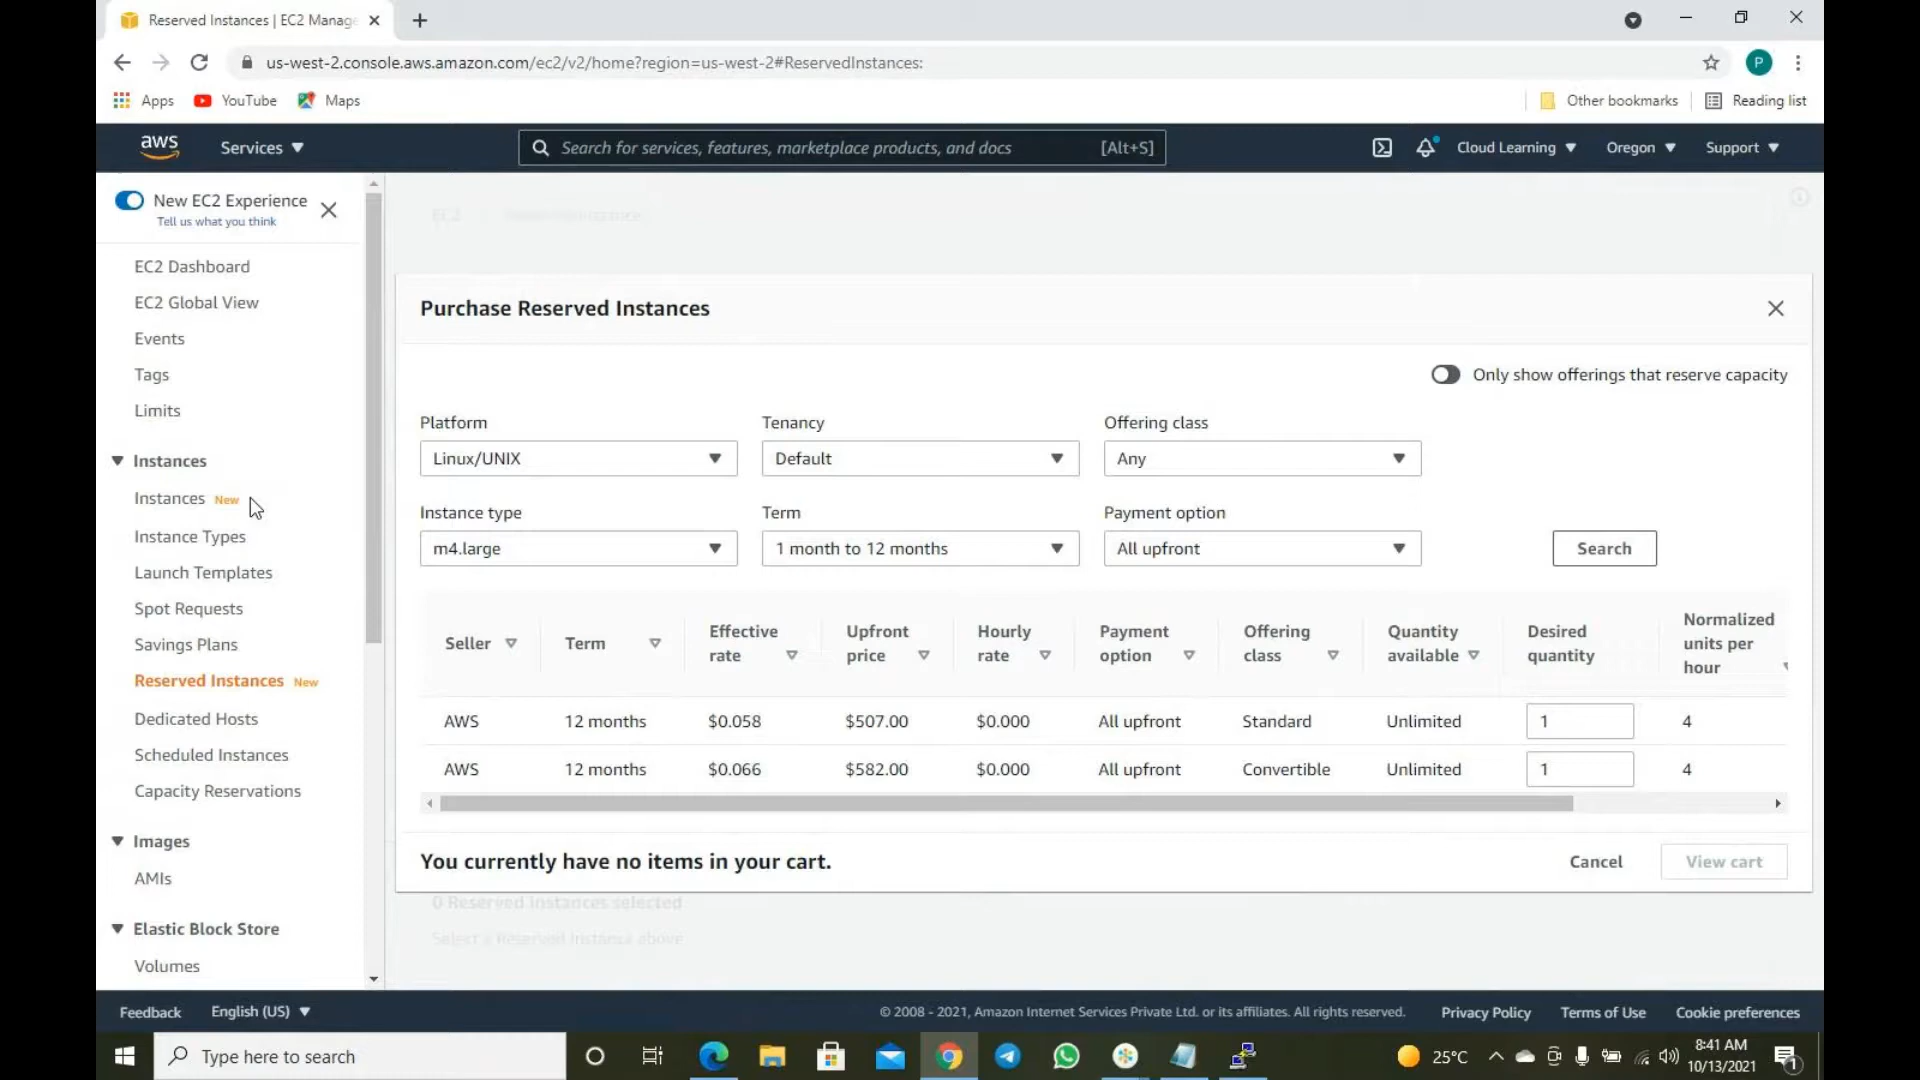 Reserved Instances | EC2 Manage
us-west-2.console.aws.amazon.com/ec2/v2/home?region=us-west-2#ReservedInstances:
P
Apps YouTube Maps Other bookmarks Reading list
aws Services Search for services, features, marketplace products, and docs [Alt+S] Cloud Learning Oregon Support
New EC2 Experience
Tell us what you think
EC2 Dashboard
EC2 Global View
Events
Tags
Limits
Instances
Instances New
Instance Types
Launch Templates
Spot Requests
Savings Plans
Reserved Instances New
Dedicated Hosts
Scheduled Instances
Capacity Reservations
Images
AMIs
Elastic Block Store
Volumes
EC2
Purchase Reserved Instances
Only show offerings that reserve capacity
Platform Tenancy Offering class
Linux/UNIX Default Any
Instance type Term Payment option
m4.large 1 month to 12 months All upfront Search
Seller Term Effective rate Upfront price Hourly rate Payment option Offering class Quantity available Desired quantity Normalized units per hour
AWS 12 months $0.058 $507.00 $0.000 All upfront Standard Unlimited 1 4
AWS 12 months $0.066 $582.00 $0.000 All upfront Convertible Unlimited 1 4
You currently have no items in your cart. Cancel View cart
0 Reserved Instances selected
Select a Reserved Instance above
Feedback English (US) © 2008 - 2021, Amazon Internet Services Private Ltd. or its affiliates. All rights reserved. Privacy Policy Terms of Use Cookie preferences
Type here to search 25°C 8:41 AM
10/13/2021 1